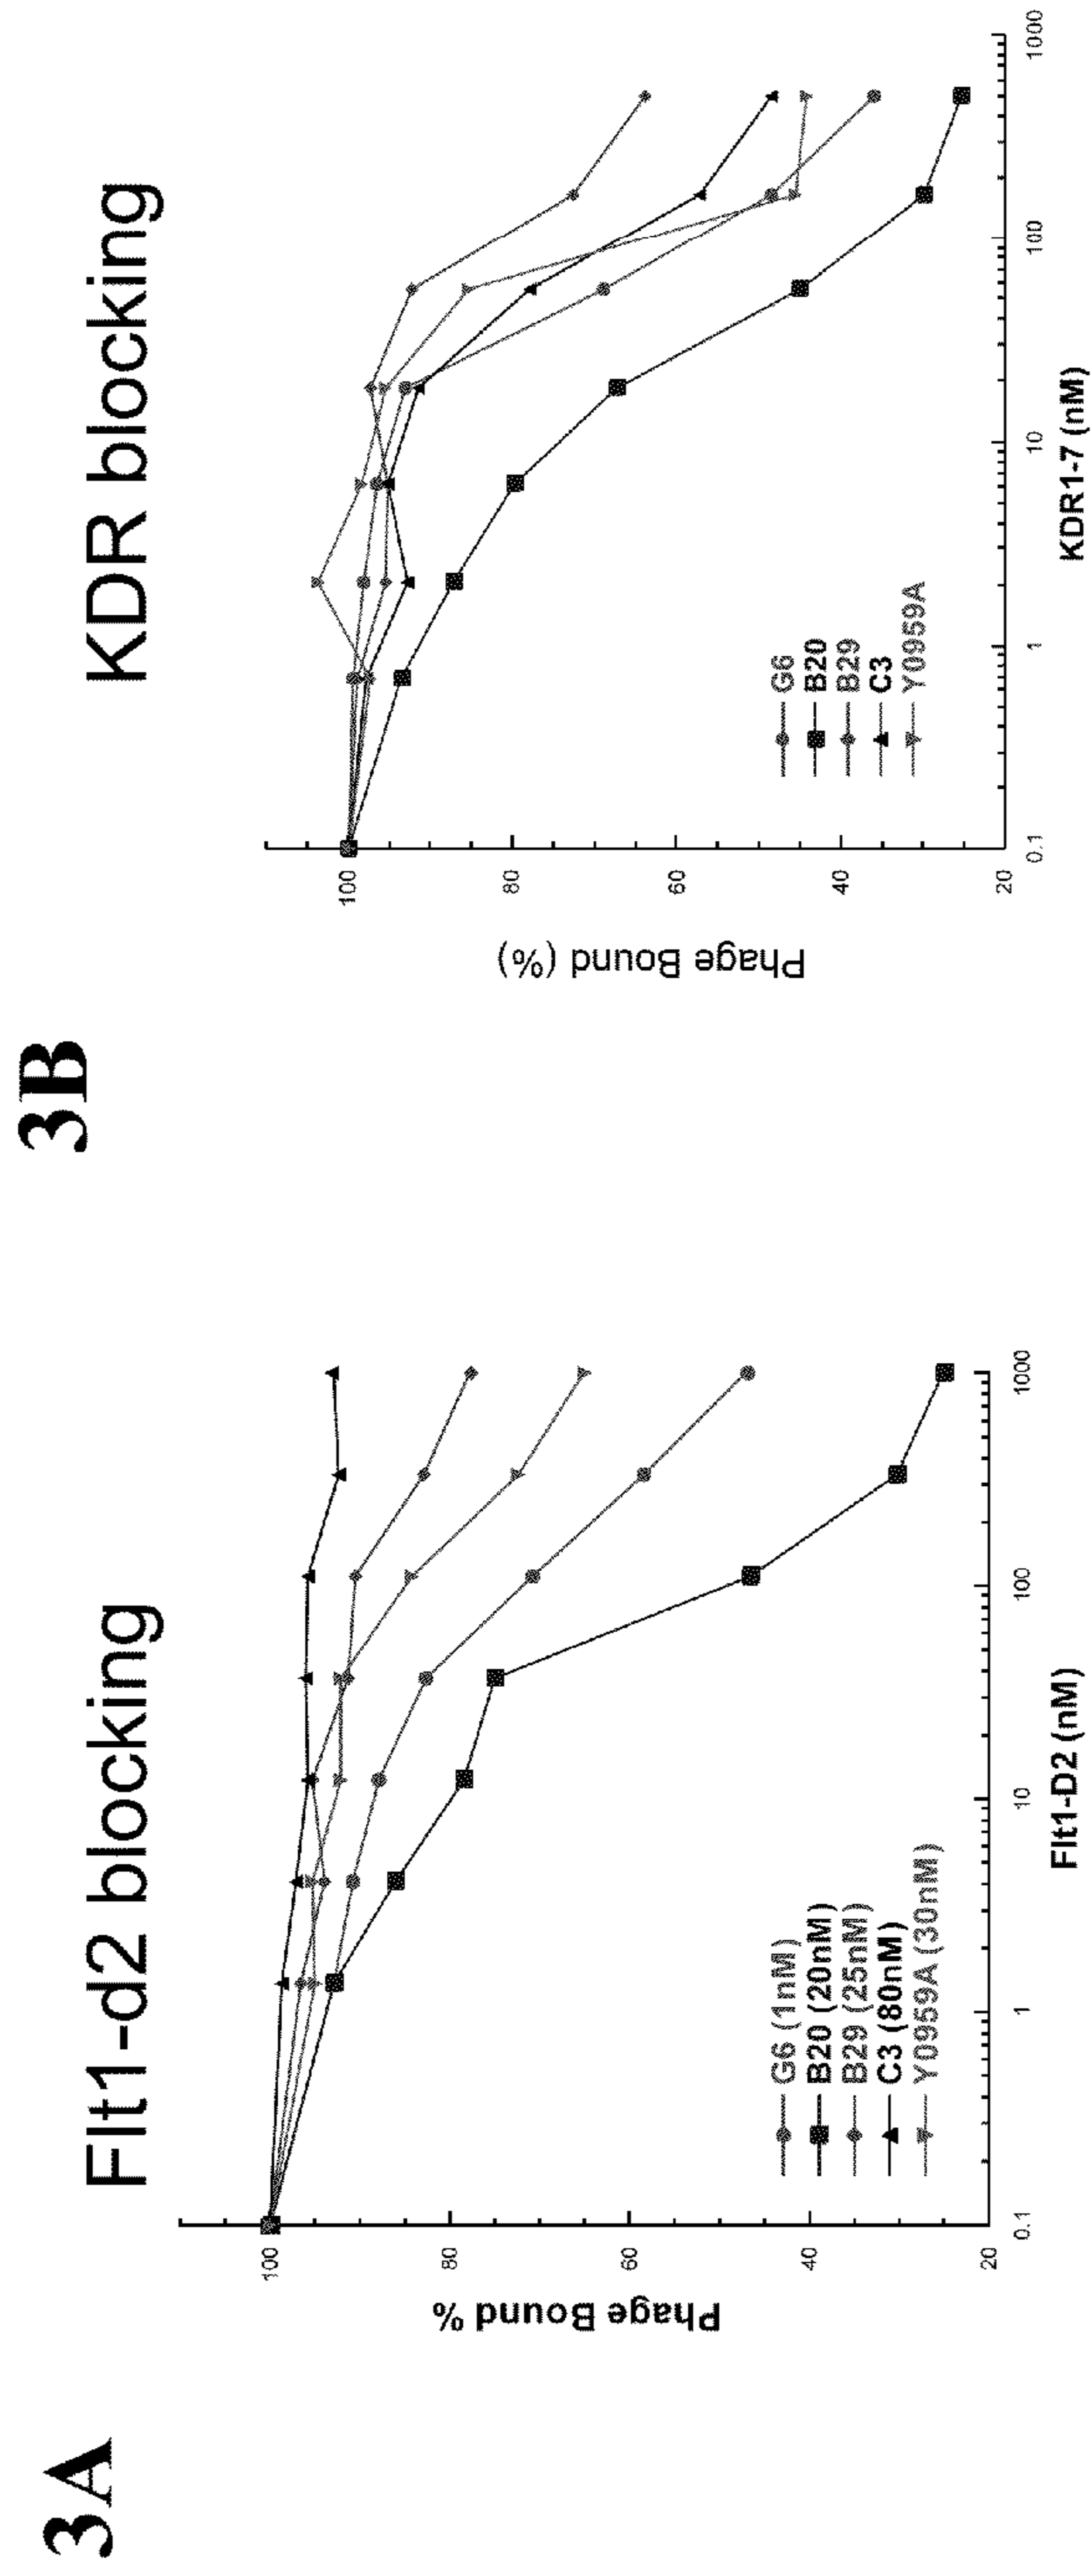 3A
Flt1-d2 blocking
Phage Bound %
100
80
60
40
20
0.1
1
10
100
1000
Flt1-D2 (nM)
G6 (1nM)
B20 (20nM)
B29 (25nM)
C3 (80nM)
Y0959A (30nM)
3B
KDR blocking
Phage Bound (%)
100
80
60
40
20
0.1
1
10
100
1000
KDR1-7 (nM)
G6
B20
B29
C3
Y0959A